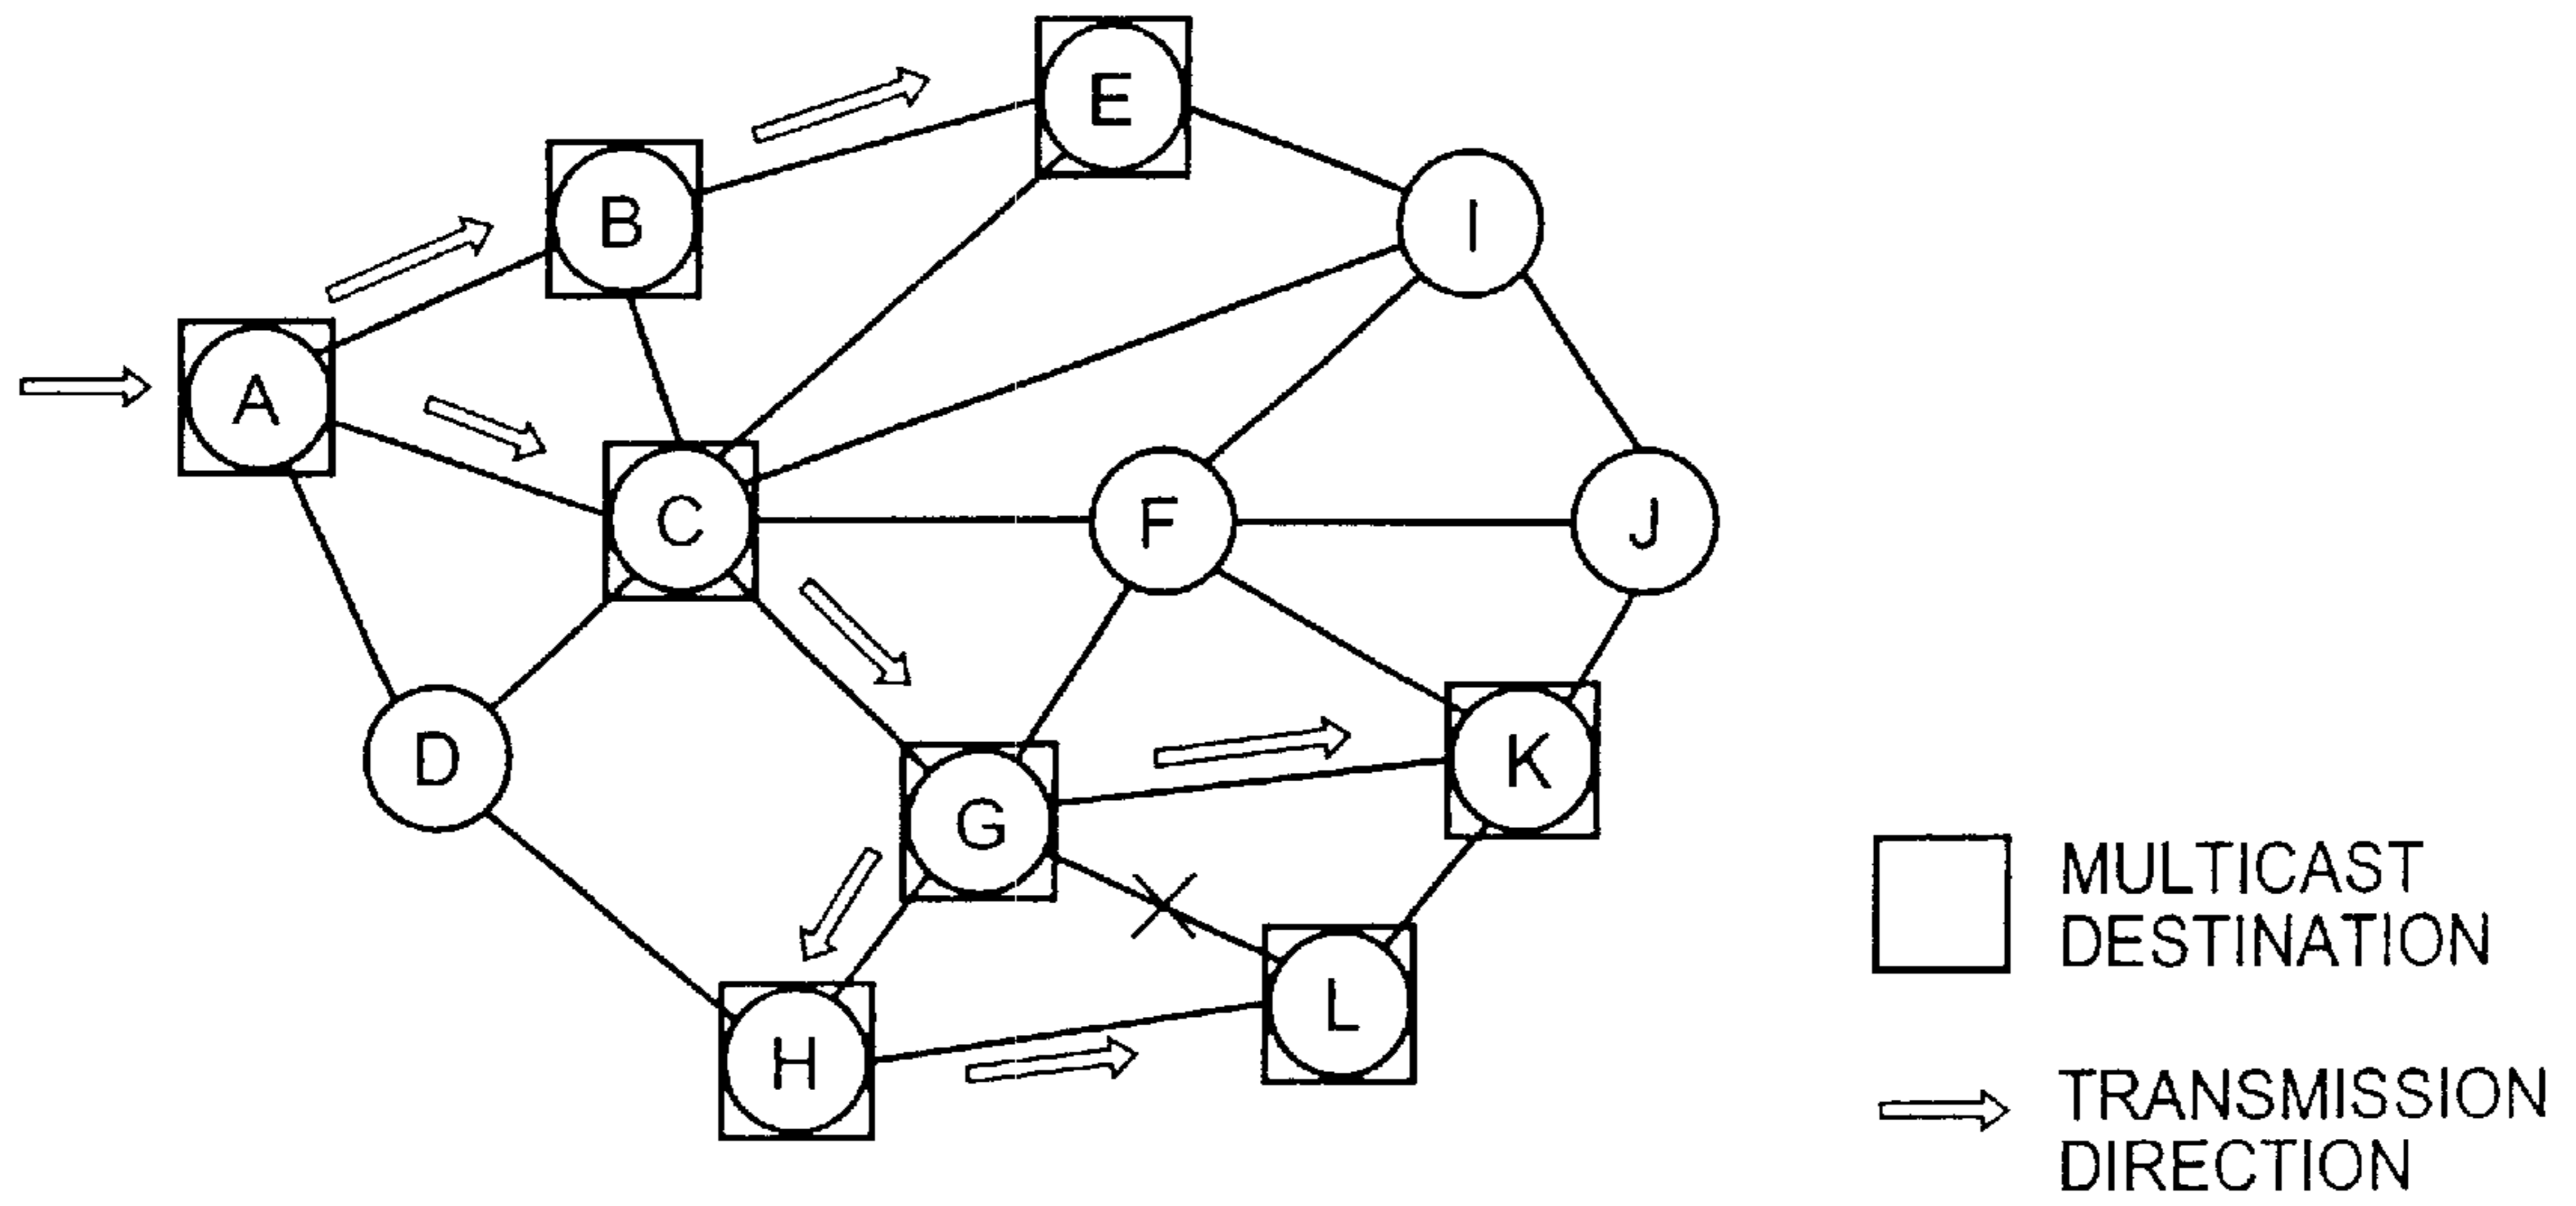 E
B
I
A
C
F
J
D
K
G
L
H
MULTICAST
DESTINATION
TRANSMISSION
DIRECTION